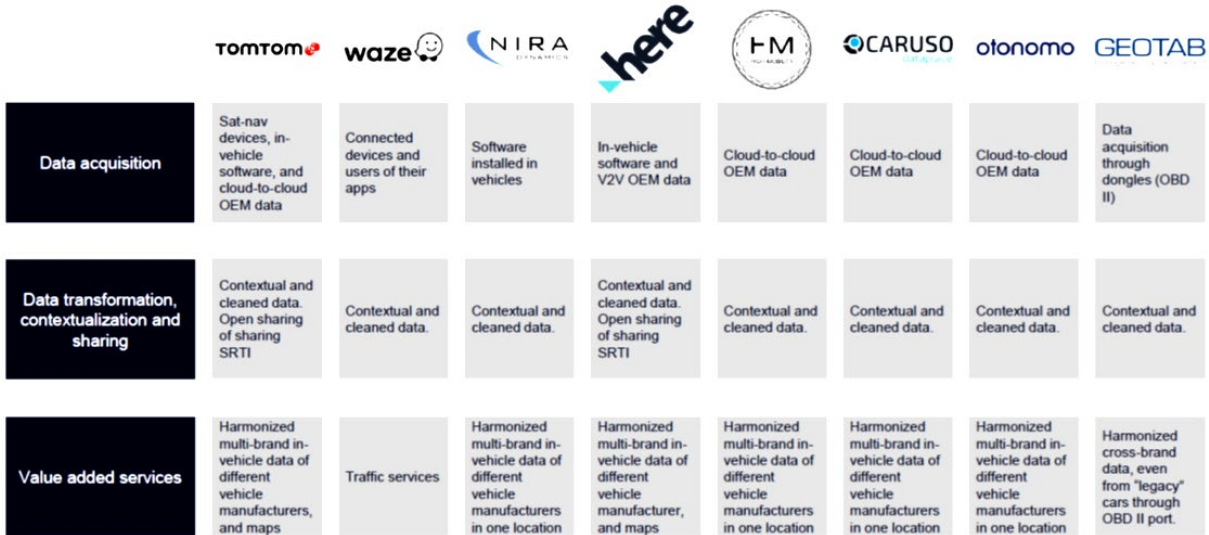 TOMTOM
waze
NIRA
DYNAMICS
here
HM
HIGH MOBILITY
CARUSO
dataplace
otonomo
GEOTAB
Data acquisition
Sat-nav
devices, in-
vehicle
software, and
cloud-to-cloud
OEM data
Connected
devices and
users of their
apps
Software
installed in
vehicles
In-vehicle
software and
V2V OEM data
Cloud-to-cloud
OEM data
Cloud-to-cloud
OEM data
Cloud-to-cloud
OEM data
Data
acquisition
through
dongles (OBD
II)
Data transformation,
contextualization and
sharing
Contextual and
cleaned data.
Open sharing
of sharing
SRTI
Contextual and
cleaned data.
Contextual and
cleaned data.
Contextual and
cleaned data.
Open sharing
of sharing
SRTI
Contextual and
cleaned data.
Contextual and
cleaned data.
Contextual and
cleaned data.
Contextual and
cleaned data.
Value added services
Harmonized
multi-brand in-
vehicle data of
different
vehicle
manufacturers,
and maps
Traffic services
Harmonized
multi-brand in-
vehicle data of
different
vehicle
manufacturers
in one location
Harmonized
multi-brand in-
vehicle data of
different
vehicle
manufacturer,
and maps
Harmonized
multi-brand in-
vehicle data of
different
vehicle
manufacturers
in one location
Harmonized
multi-brand in-
vehicle data of
different
vehicle
manufacturers
in one location
Harmonized
multi-brand in-
vehicle data of
different
vehicle
manufacturers
in one location
Harmonized
cross-brand
data, even
from "legacy"
cars through
OBD II port.